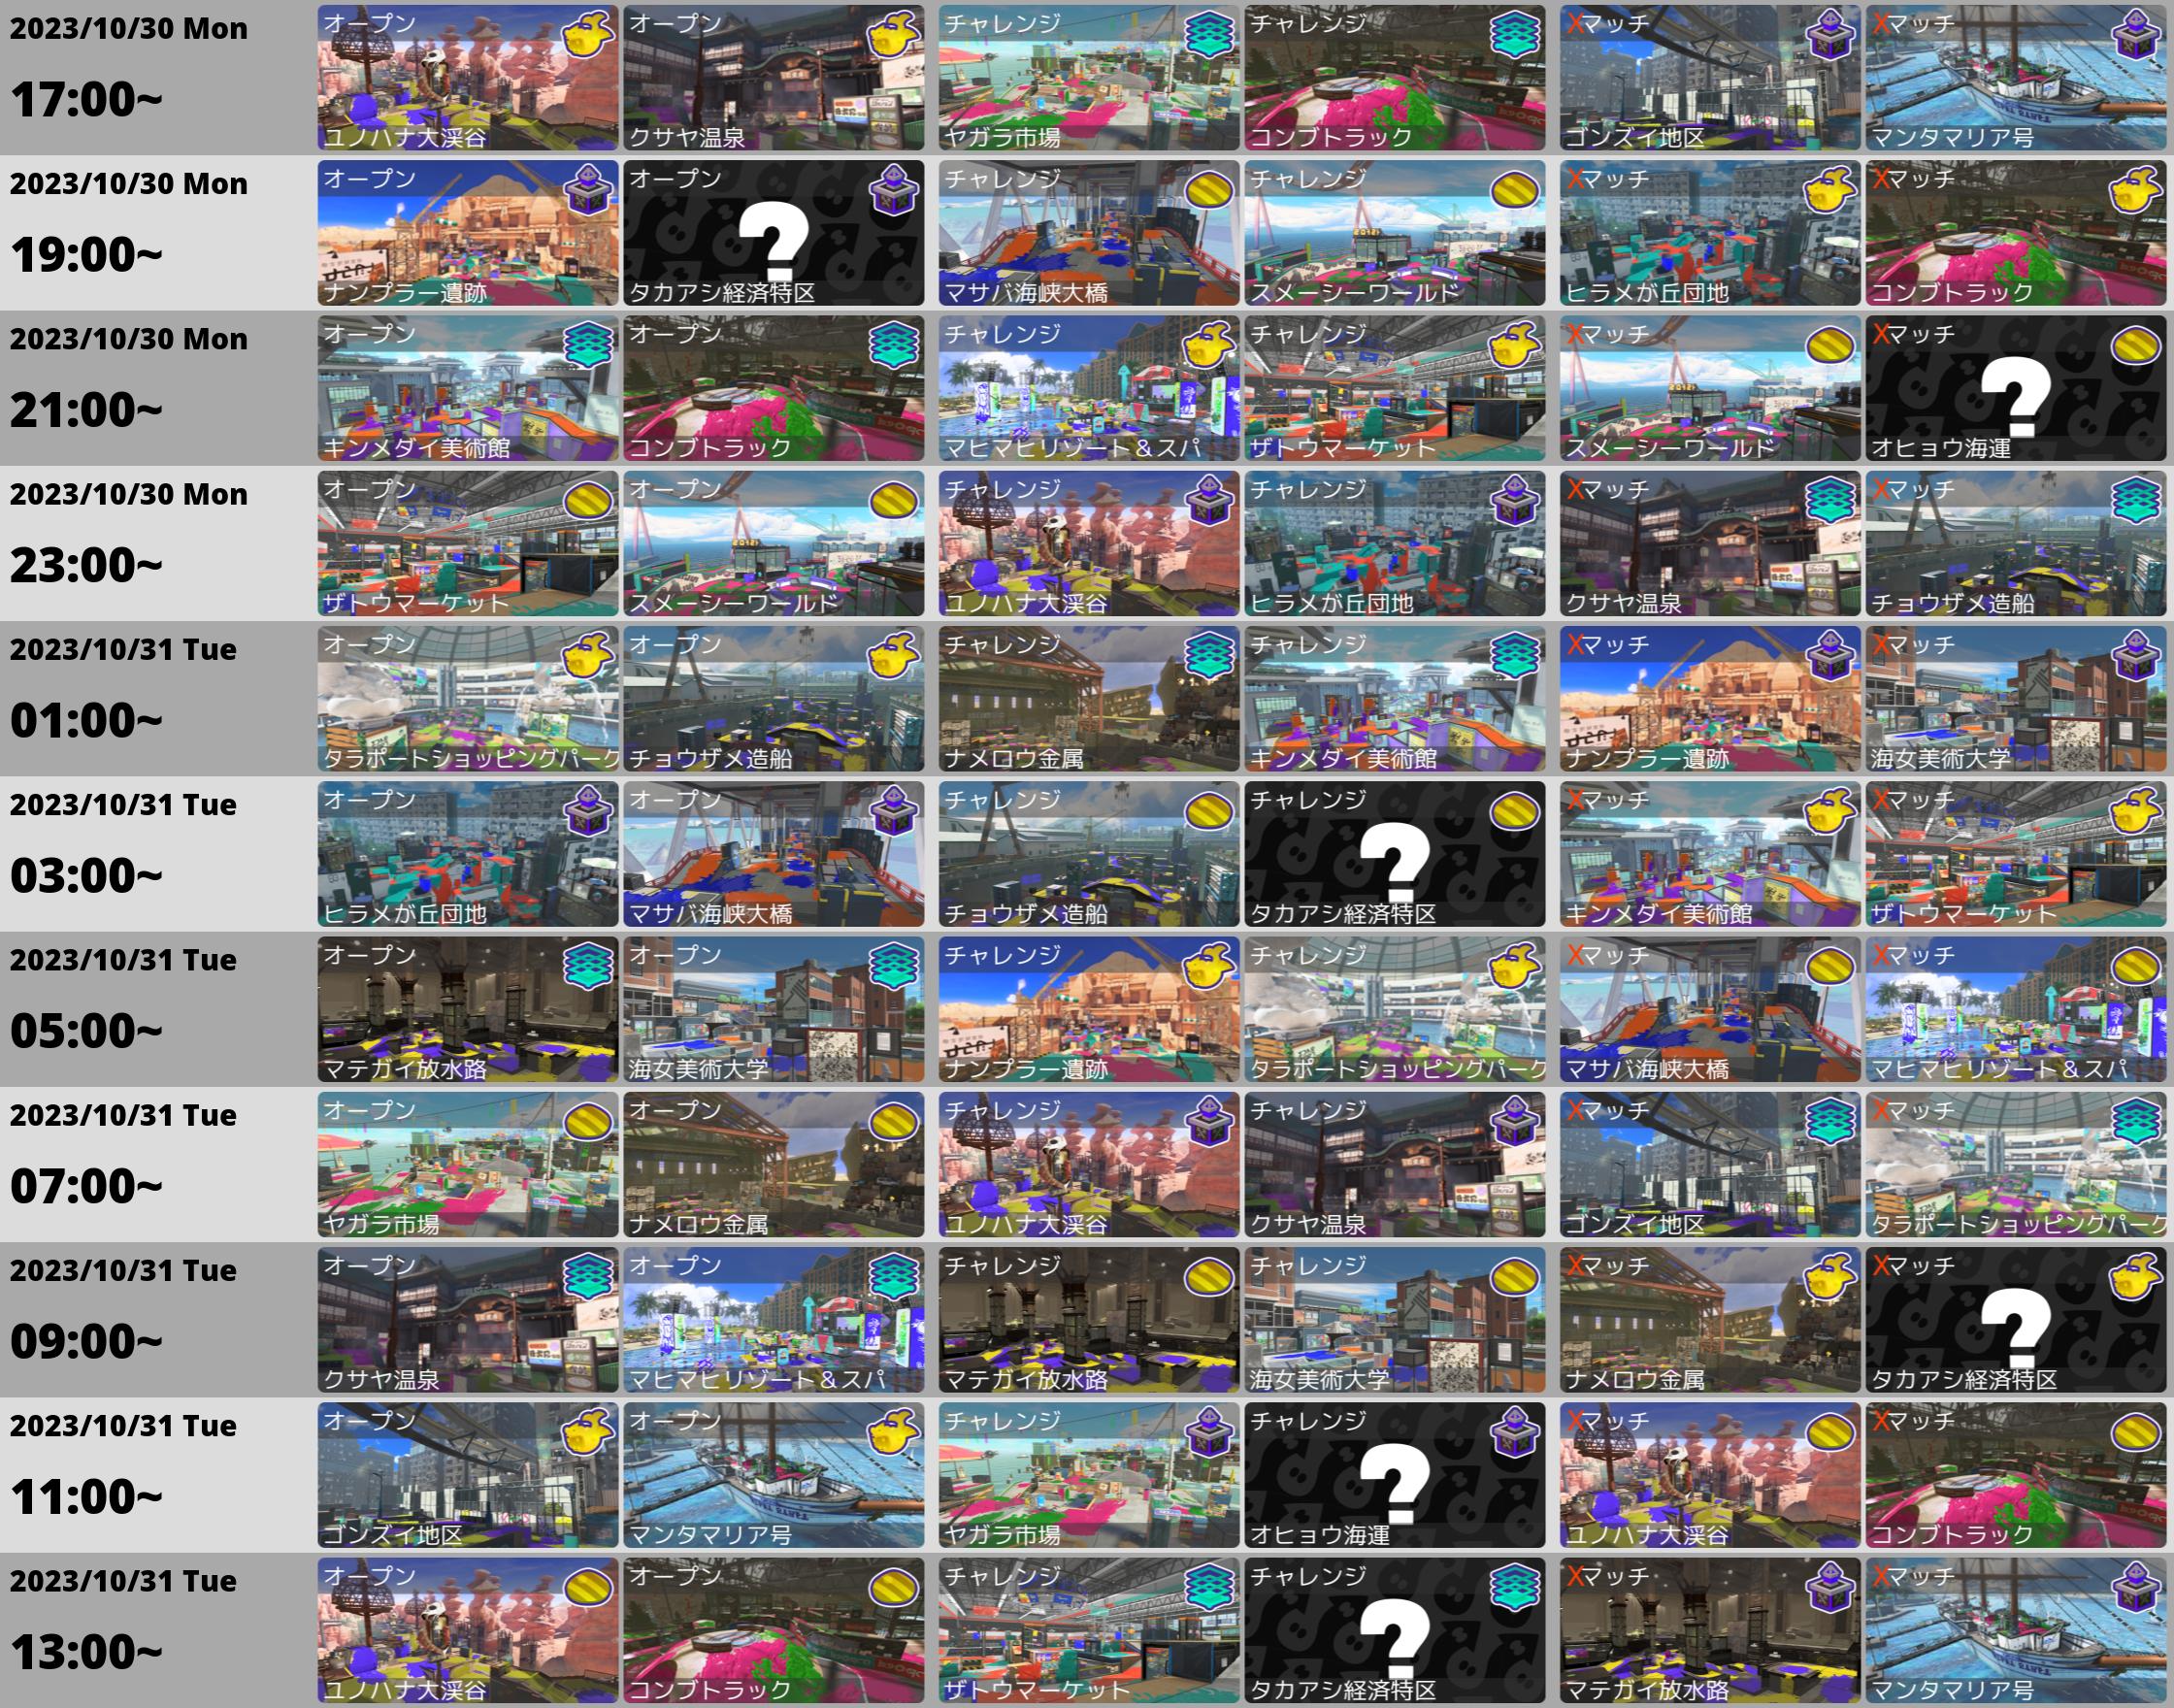 2023/10/30 Mon
17:00~
オープン オープン チャレンジ チャレンジ Xマッチ Xマッチ
ユノハナ大渓谷 クサヤ温泉 ヤガラ市場 コンブトラック ゴンズイ地区 マンタマリア号
2023/10/30 Mon
19:00~
オープン オープン チャレンジ チャレンジ Xマッチ Xマッチ
?
ナンプラー遺跡 タカアシ経済特区 マサバ海峡大橋 スメーシーワールド ヒラメが丘団地 コンブトラック
2023/10/30 Mon
21:00~
オープン オープン チャレンジ チャレンジ Xマッチ Xマッチ
?
キンメダイ美術館 コンブトラック マヒマヒリゾート＆スパ ザトウマーケット スメーシーワールド オヒョウ海運
2023/10/30 Mon
23:00~
オープン オープン チャレンジ チャレンジ Xマッチ Xマッチ
ザトウマーケット スメーシーワールド ユノハナ大渓谷 ヒラメが丘団地 クサヤ温泉 チョウザメ造船
2023/10/31 Tue
01:00~
オープン オープン チャレンジ チャレンジ Xマッチ Xマッチ
タラポートショッピングパーク チョウザメ造船 ナメロウ金属 キンメダイ美術館 ナンプラー遺跡 海女美術大学
2023/10/31 Tue
03:00~
オープン オープン チャレンジ チャレンジ Xマッチ Xマッチ
?
ヒラメが丘団地 マサバ海峡大橋 チョウザメ造船 タカアシ経済特区 キンメダイ美術館 ザトウマーケット
2023/10/31 Tue
05:00~
オープン オープン チャレンジ チャレンジ Xマッチ Xマッチ
マテガイ放水路 海女美術大学 ナンプラー遺跡 タラポートショッピングパーク マサバ海峡大橋 マヒマヒリゾート＆スパ
2023/10/31 Tue
07:00~
オープン オープン チャレンジ チャレンジ Xマッチ Xマッチ
ヤガラ市場 ナメロウ金属 ユノハナ大渓谷 クサヤ温泉 ゴンズイ地区 タラポートショッピングパーク
2023/10/31 Tue
09:00~
オープン オープン チャレンジ チャレンジ Xマッチ Xマッチ
?
クサヤ温泉 マヒマヒリゾート＆スパ マテガイ放水路 海女美術大学 ナメロウ金属 タカアシ経済特区
2023/10/31 Tue
11:00~
オープン オープン チャレンジ チャレンジ Xマッチ Xマッチ
?
ゴンズイ地区 マンタマリア号 ヤガラ市場 オヒョウ海運 ユノハナ大渓谷 コンブトラック
2023/10/31 Tue
13:00~
オープン オープン チャレンジ チャレンジ Xマッチ Xマッチ
?
ユノハナ大渓谷 コンブトラック ザトウマーケット タカアシ経済特区 マテガイ放水路 マンタマリア号